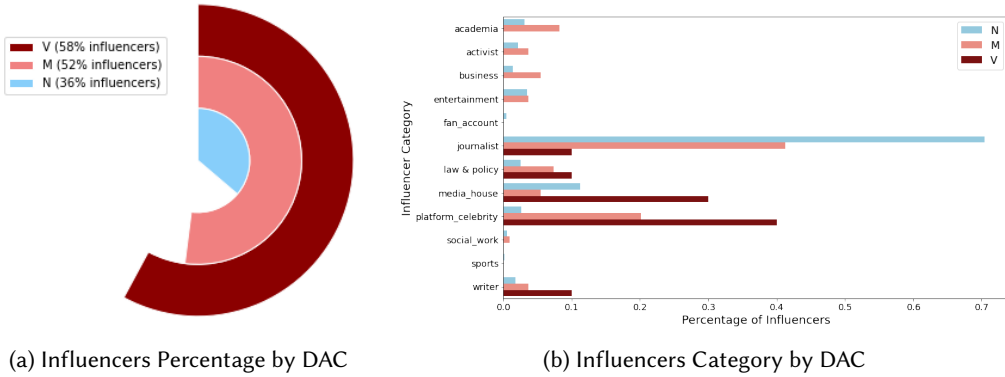 V (58% influencers)
M (52% influencers)
N (36% influencers)
(a) Influencers Percentage by DAC
Influencer Category
academia
activist
business
entertainment
fan_account
journalist
law & policy
media_house
platform_celebrity
social_work
sports
writer
N
M
V
0.0 0.1 0.2 0.3 0.4 0.5 0.6 0.7
Percentage of Influencers
(b) Influencers Category by DAC